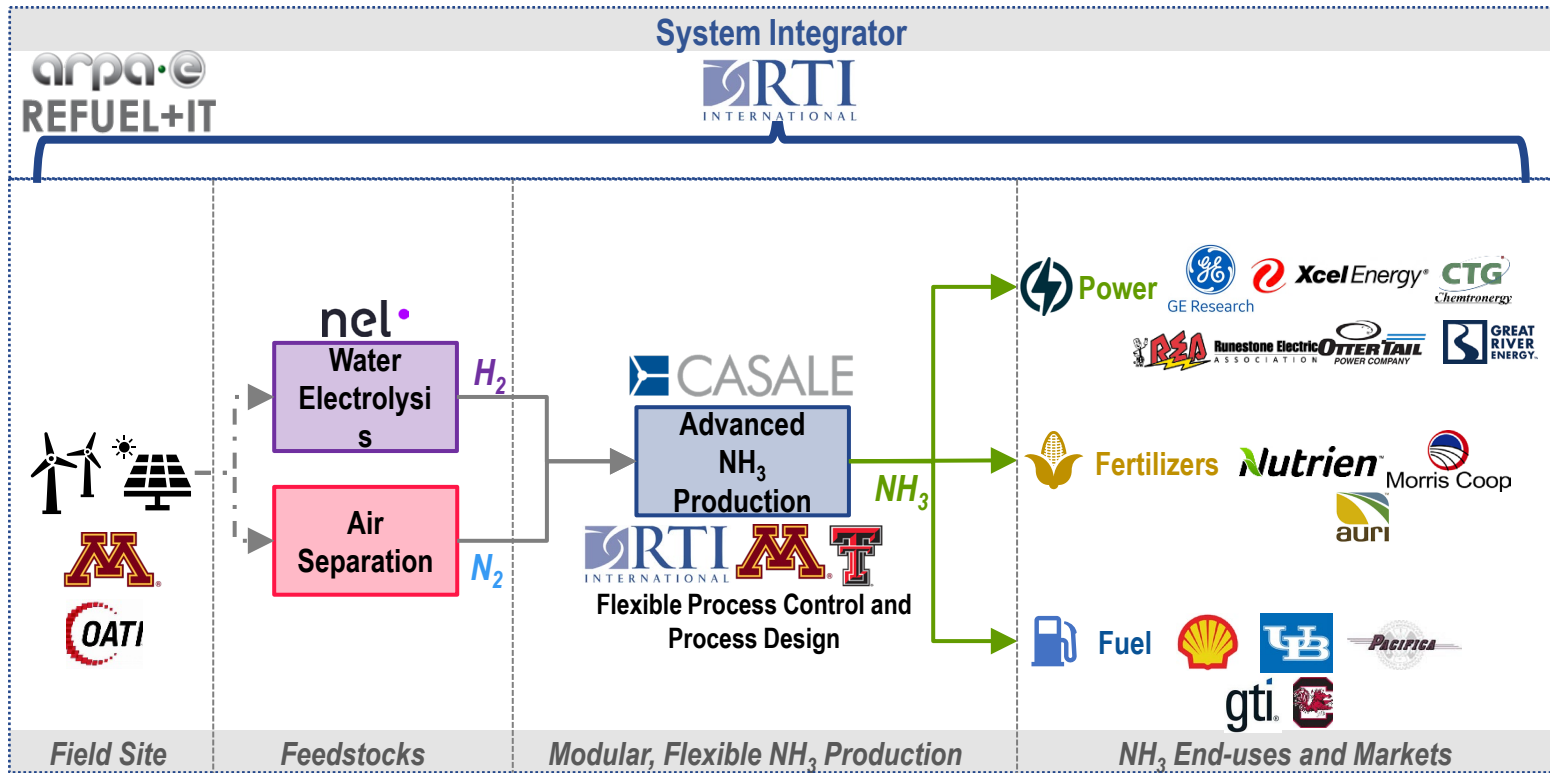 System Integrator
arpa·e
REFUEL+IT
RTI
INTERNATIONAL
M
OATI
nel
Water
Electrolysi
s
H₂
Air
Separation
N₂
CASALE
Advanced
NH₃
Production
NH₃
RTI
INTERNATIONAL
M
T
Flexible Process Control and
Process Design
Power
GE
GE Research
Xcel Energy®
CTG
Chemtronergy
REA
Runestone Electric
ASSOCIATION
OTTER TAIL
POWER COMPANY
GREAT
RIVER
ENERGY™
Fertilizers
Nutrien™
Morris Coop
auri
Fuel
UB
PACIFICA
gti®
C
Field Site
Feedstocks
Modular, Flexible NH₃ Production
NH₃ End-uses and Markets